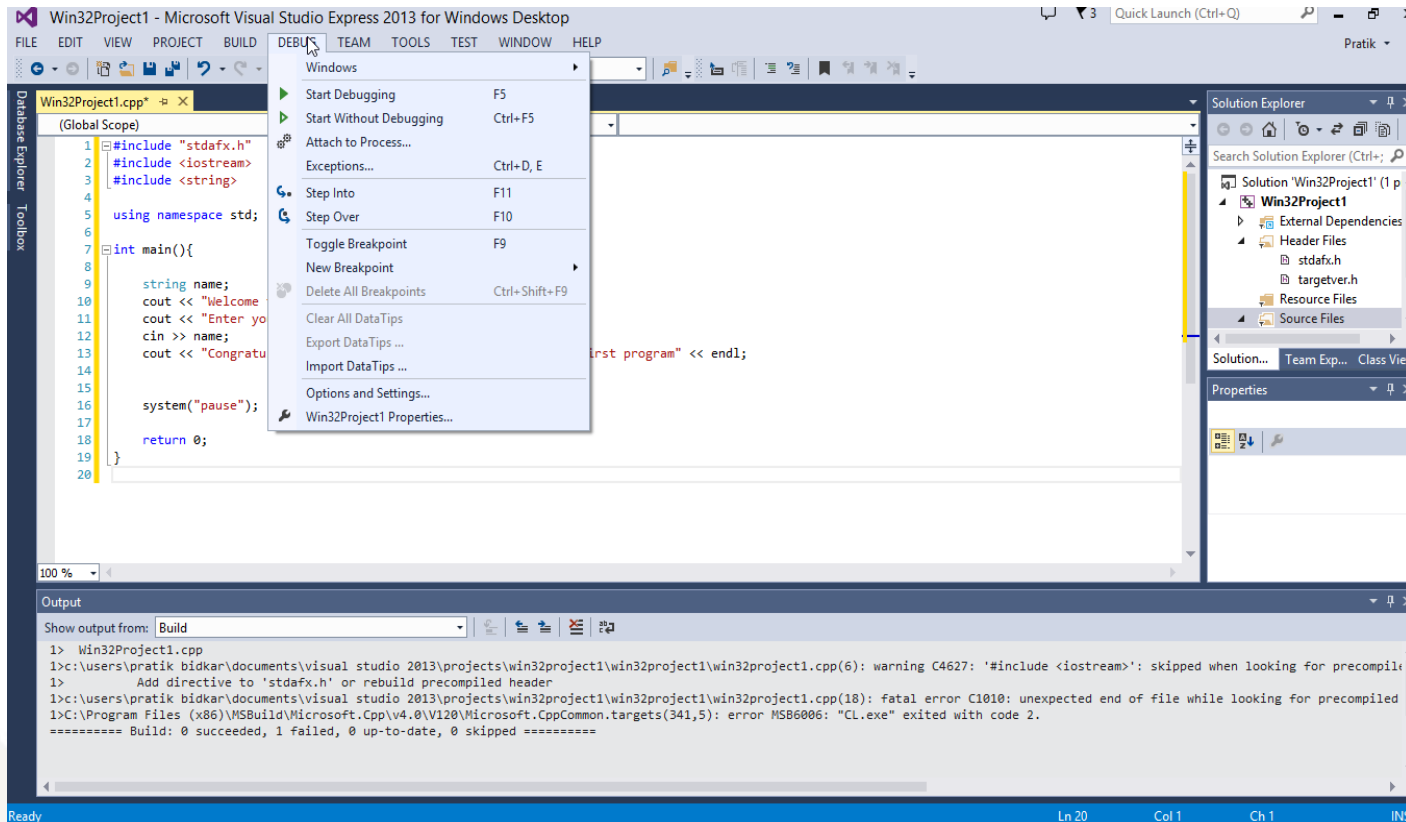 Win32Project1 - Microsoft Visual Studio Express 2013 for Windows Desktop
3
Quick Launch (Ctrl+Q)
FILE EDIT VIEW PROJECT BUILD DEBUG TEAM TOOLS TEST WINDOW HELP
Pratik
Database Explorer
Toolbox
Win32Project1.cpp*
(Global Scope)
1 #include "stdafx.h"
2 #include <iostream>
3 #include <string>
4
5 using namespace std;
6
7 int main(){
8
9 string name;
10 cout << "Welcome
11 cout << "Enter yo
12 cin >> name;
13 cout << "Congratu irst program" << endl;
14
15
16 system("pause");
17
18 return 0;
19 }
20
Windows
Start Debugging F5
Start Without Debugging Ctrl+F5
Attach to Process...
Exceptions... Ctrl+D, E
Step Into F11
Step Over F10
Toggle Breakpoint F9
New Breakpoint
Delete All Breakpoints Ctrl+Shift+F9
Clear All DataTips
Export DataTips ...
Import DataTips ...
Options and Settings...
Win32Project1 Properties...
100 %
Solution Explorer
Search Solution Explorer (Ctrl+;
Solution 'Win32Project1' (1 p
Win32Project1
External Dependencies
Header Files
stdafx.h
targetver.h
Resource Files
Source Files
Solution... Team Exp... Class Vie
Properties
Output
Show output from: Build
1> Win32Project1.cpp
1>c:\users\pratik bidkar\documents\visual studio 2013\projects\win32project1\win32project1\win32project1.cpp(6): warning C4627: '#include <iostream>': skipped when looking for precompile
1> Add directive to 'stdafx.h' or rebuild precompiled header
1>c:\users\pratik bidkar\documents\visual studio 2013\projects\win32project1\win32project1\win32project1.cpp(18): fatal error C1010: unexpected end of file while looking for precompiled
1>C:\Program Files (x86)\MSBuild\Microsoft.Cpp\v4.0\V120\Microsoft.CppCommon.targets(341,5): error MSB6006: "CL.exe" exited with code 2.
========== Build: 0 succeeded, 1 failed, 0 up-to-date, 0 skipped ==========
Ready
Ln 20 Col 1 Ch 1 INS